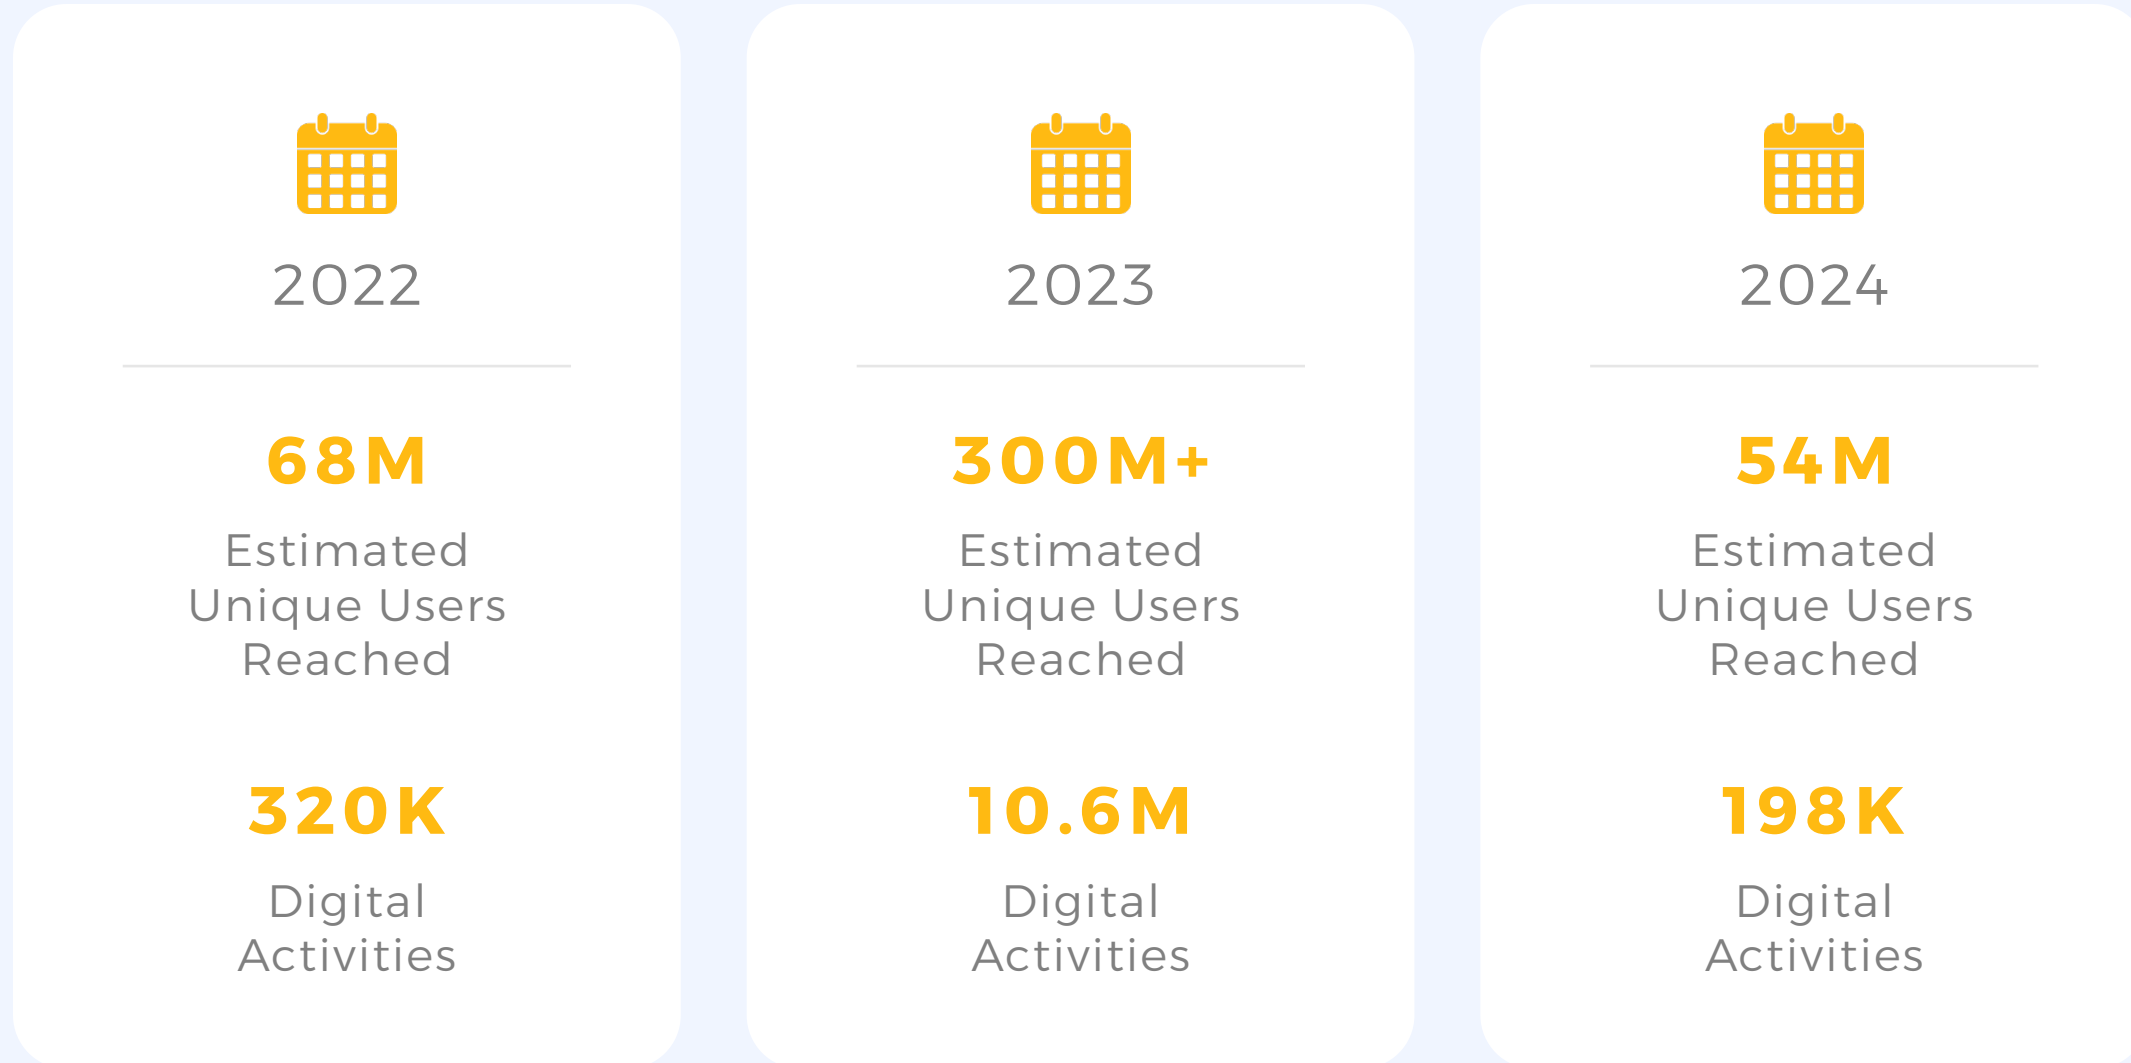 2022
68M
Estimated
Unique Users
Reached
320K
Digital
Activities
2023
300M+
Estimated
Unique Users
Reached
10.6M
Digital
Activities
2024
54M
Estimated
Unique Users
Reached
198K
Digital
Activities